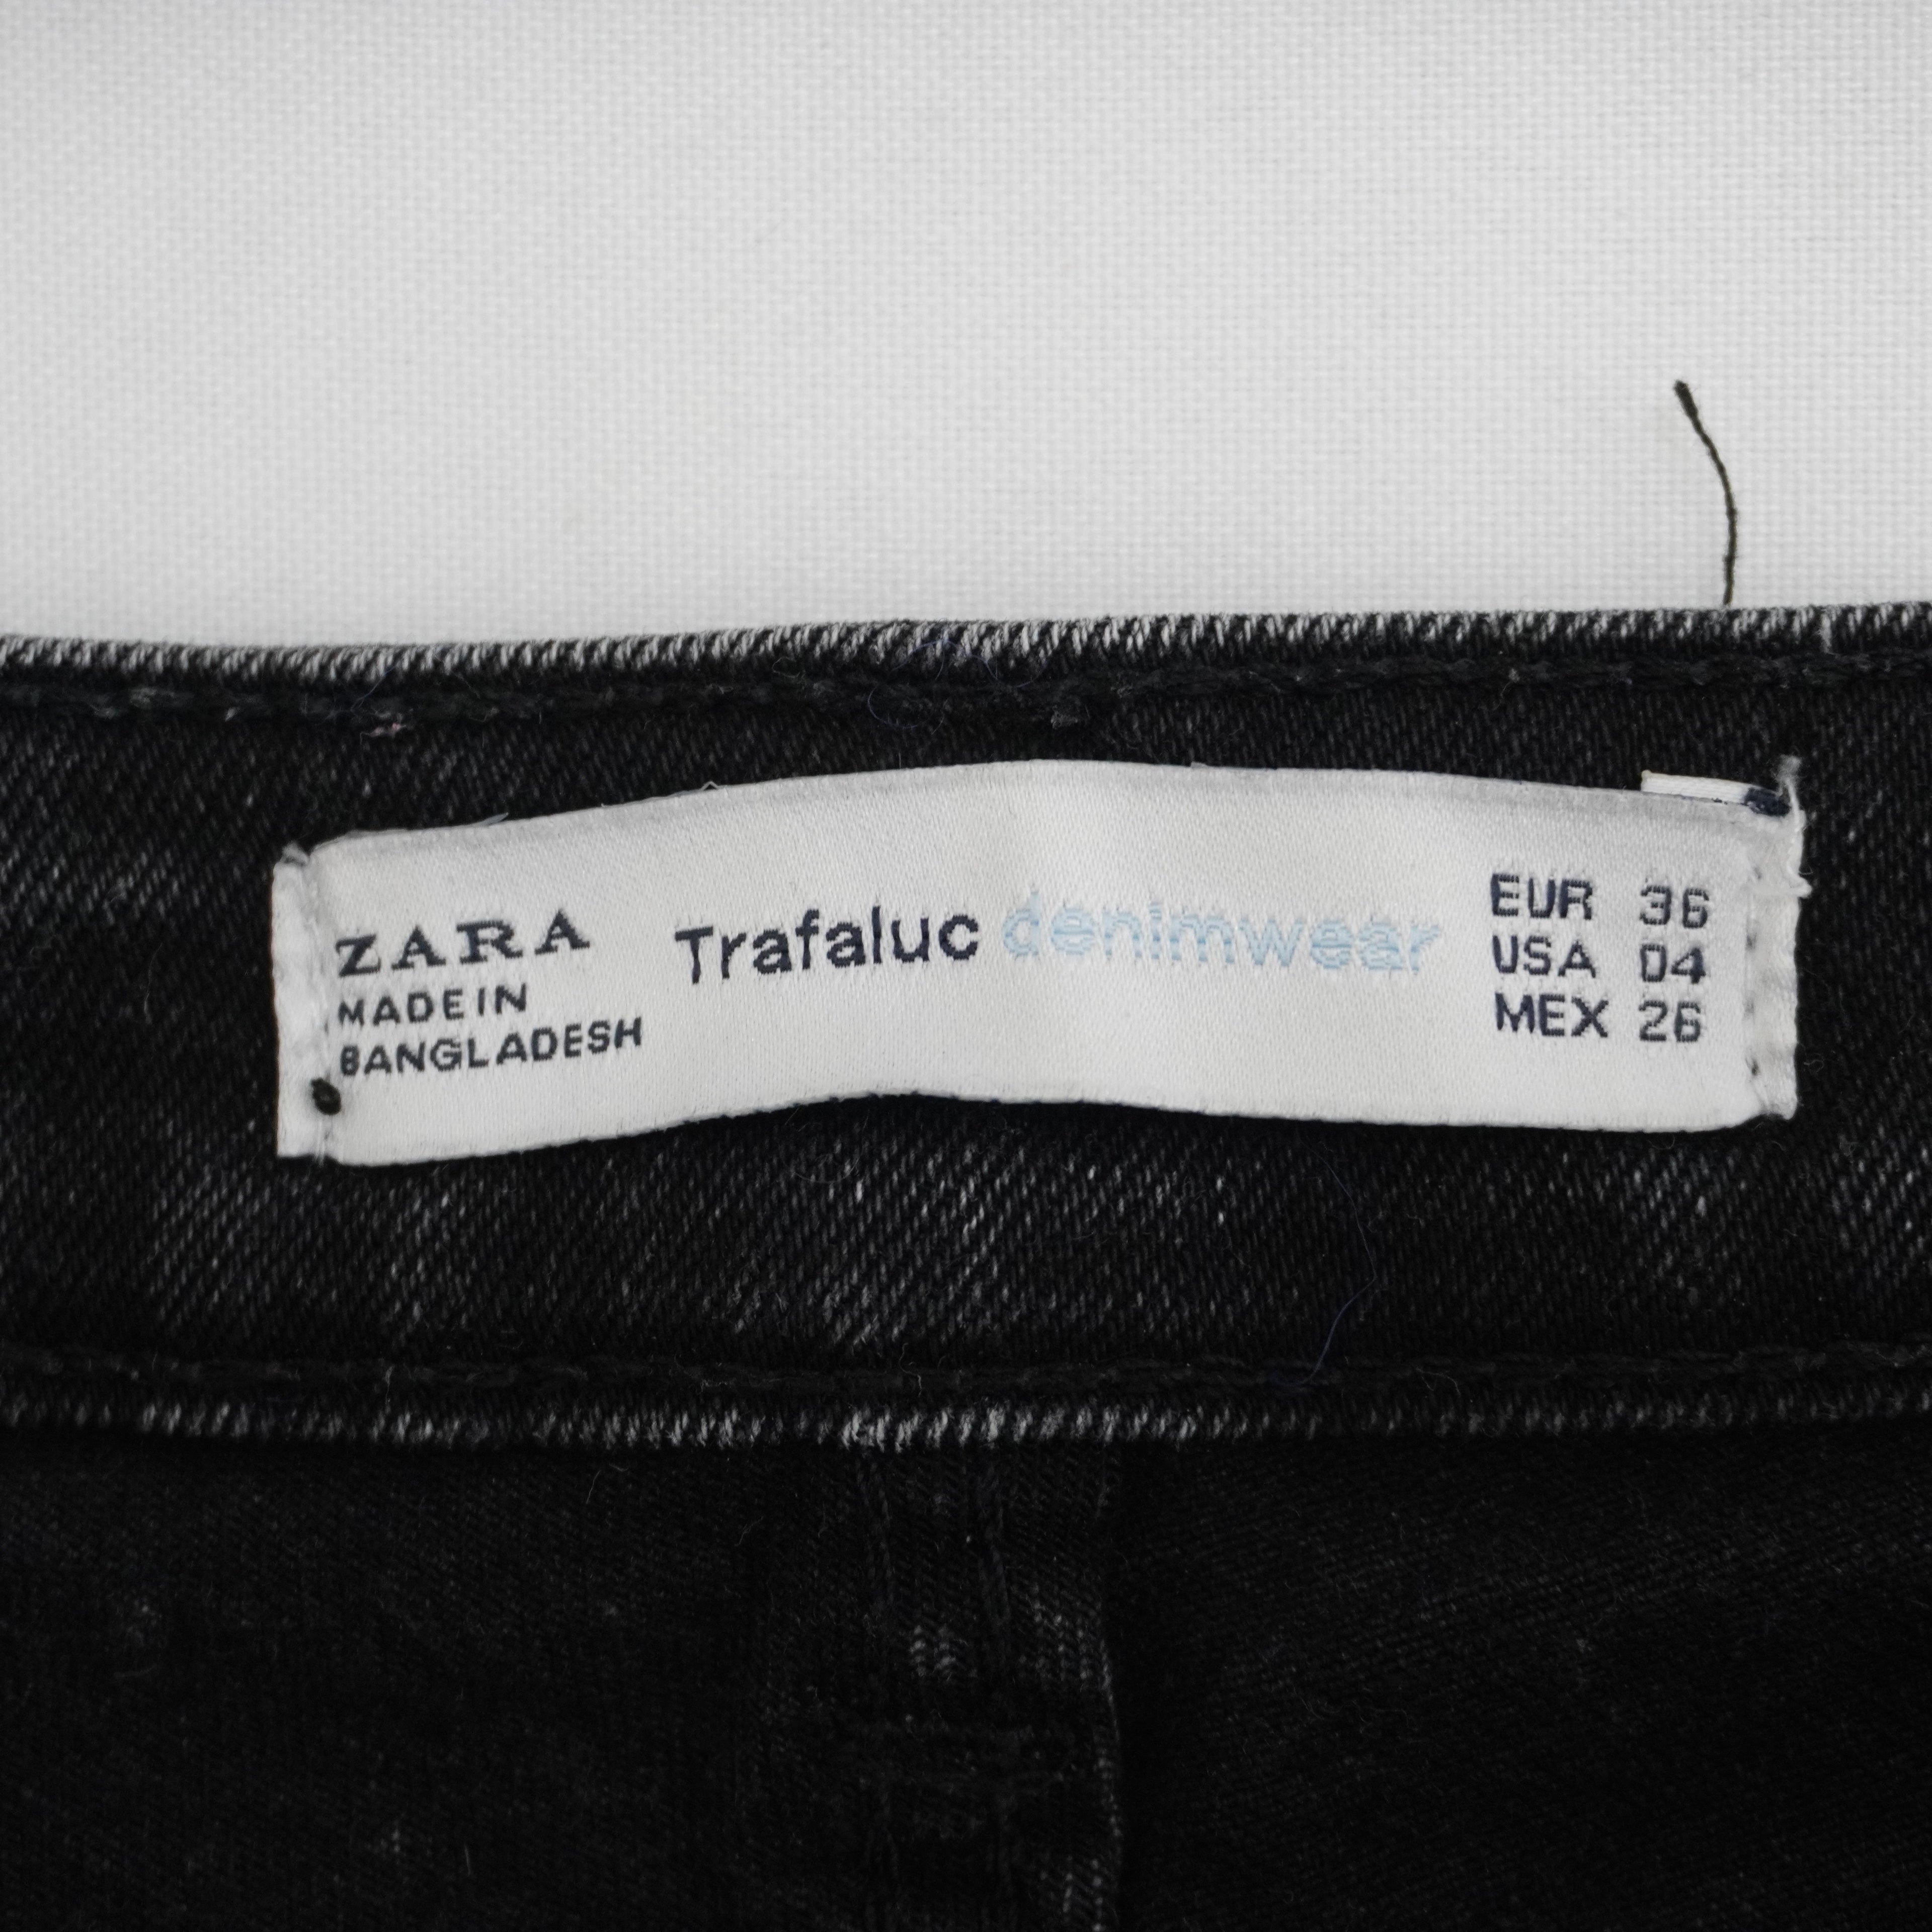 ZARA
MADE IN
BANGLADESH
Trafaluc denimwear
EUR 36
USA 04
MEX 26